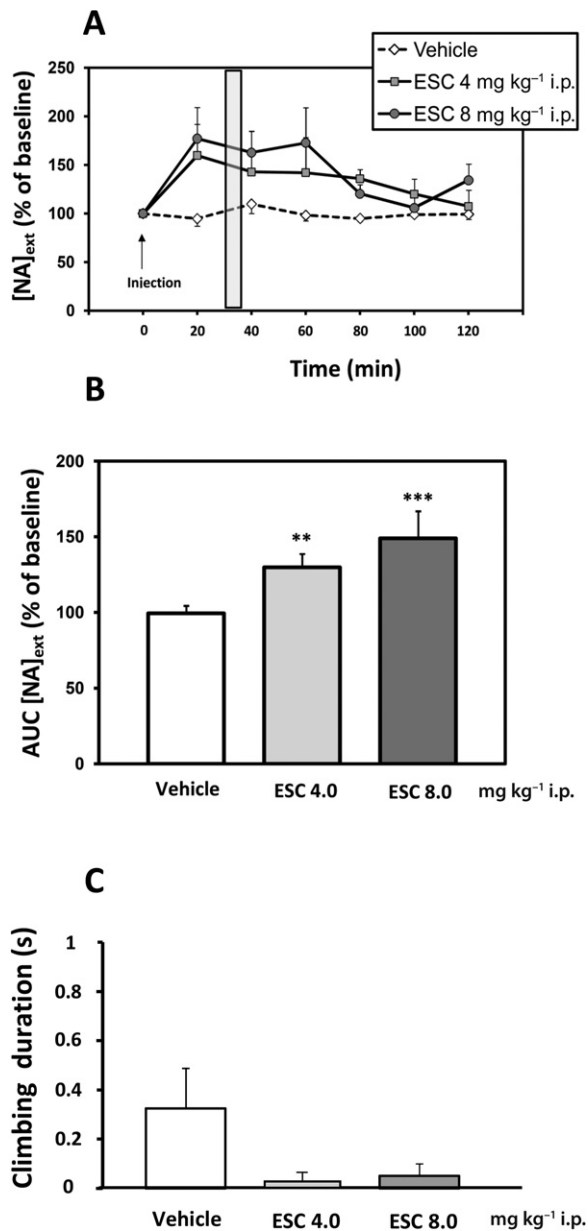 A
Vehicle
ESC 4 mg kg⁻¹ i.p.
ESC 8 mg kg⁻¹ i.p.
[NA]ext (% of baseline)
250
200
150
100
50
0
Injection
0 20 40 60 80 100 120
Time (min)
B
AUC [NA]ext (% of baseline)
200
150
100
50
0
**
***
Vehicle ESC 4.0 ESC 8.0 mg kg⁻¹ i.p.
C
Climbing duration (s)
1
0.8
0.6
0.4
0.2
0
Vehicle ESC 4.0 ESC 8.0 mg kg⁻¹ i.p.